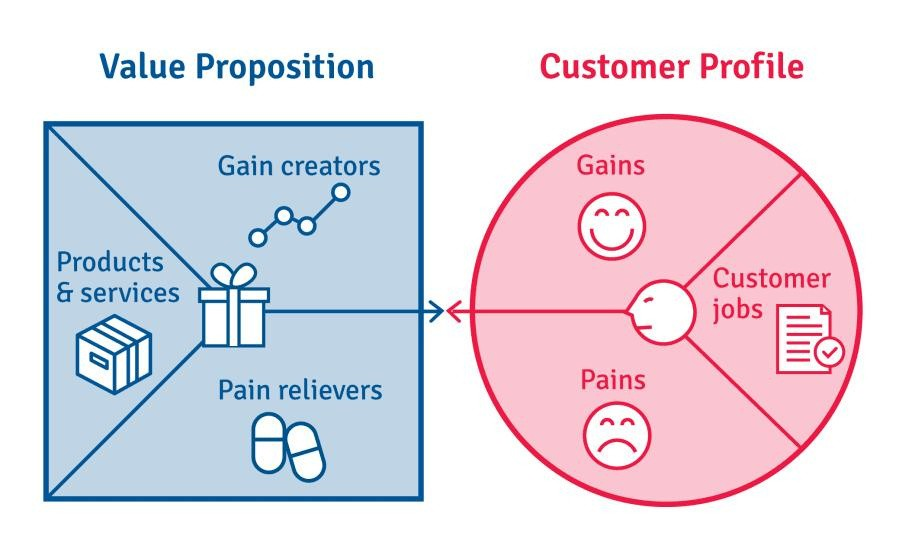 Value Proposition
Customer Profile
Gain creators
Products
& services
Pain relievers
Gains
Customer
jobs
Pains